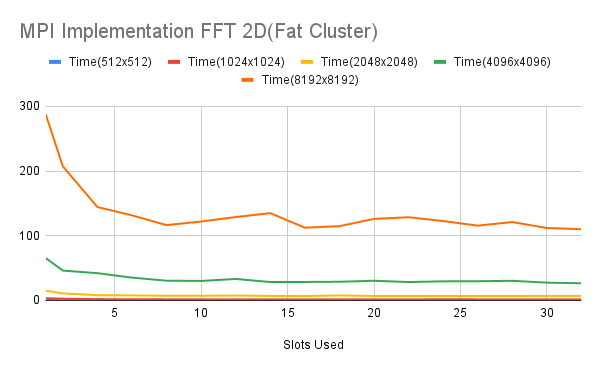 MPI Implementation FFT 2D(Fat Cluster)
Time(512x512) Time(1024x1024) Time(2048x2048) Time(4096x4096)
Time(8192x8192)
300
200
100
0
5 10 15 20 25 30
Slots Used